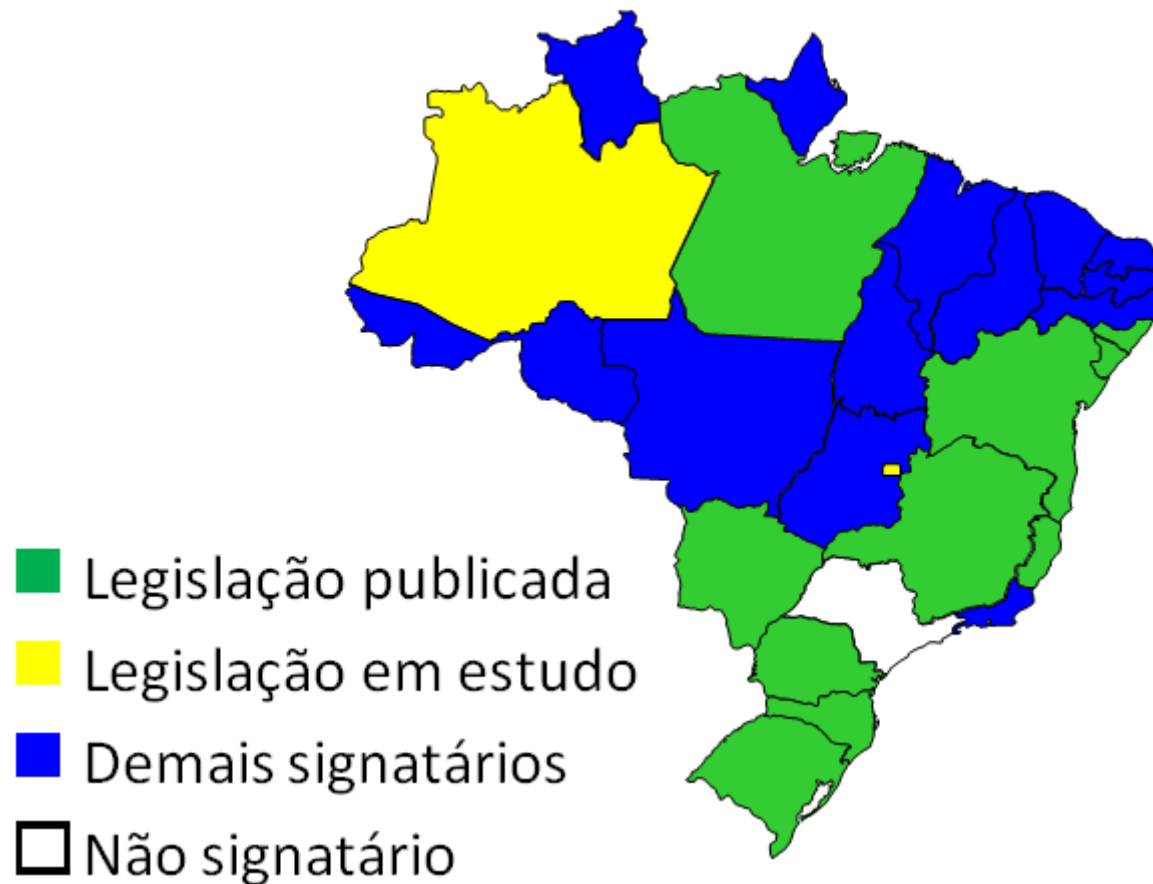 Legislação publicada
Legislação em estudo
Demais signatários
Não signatário